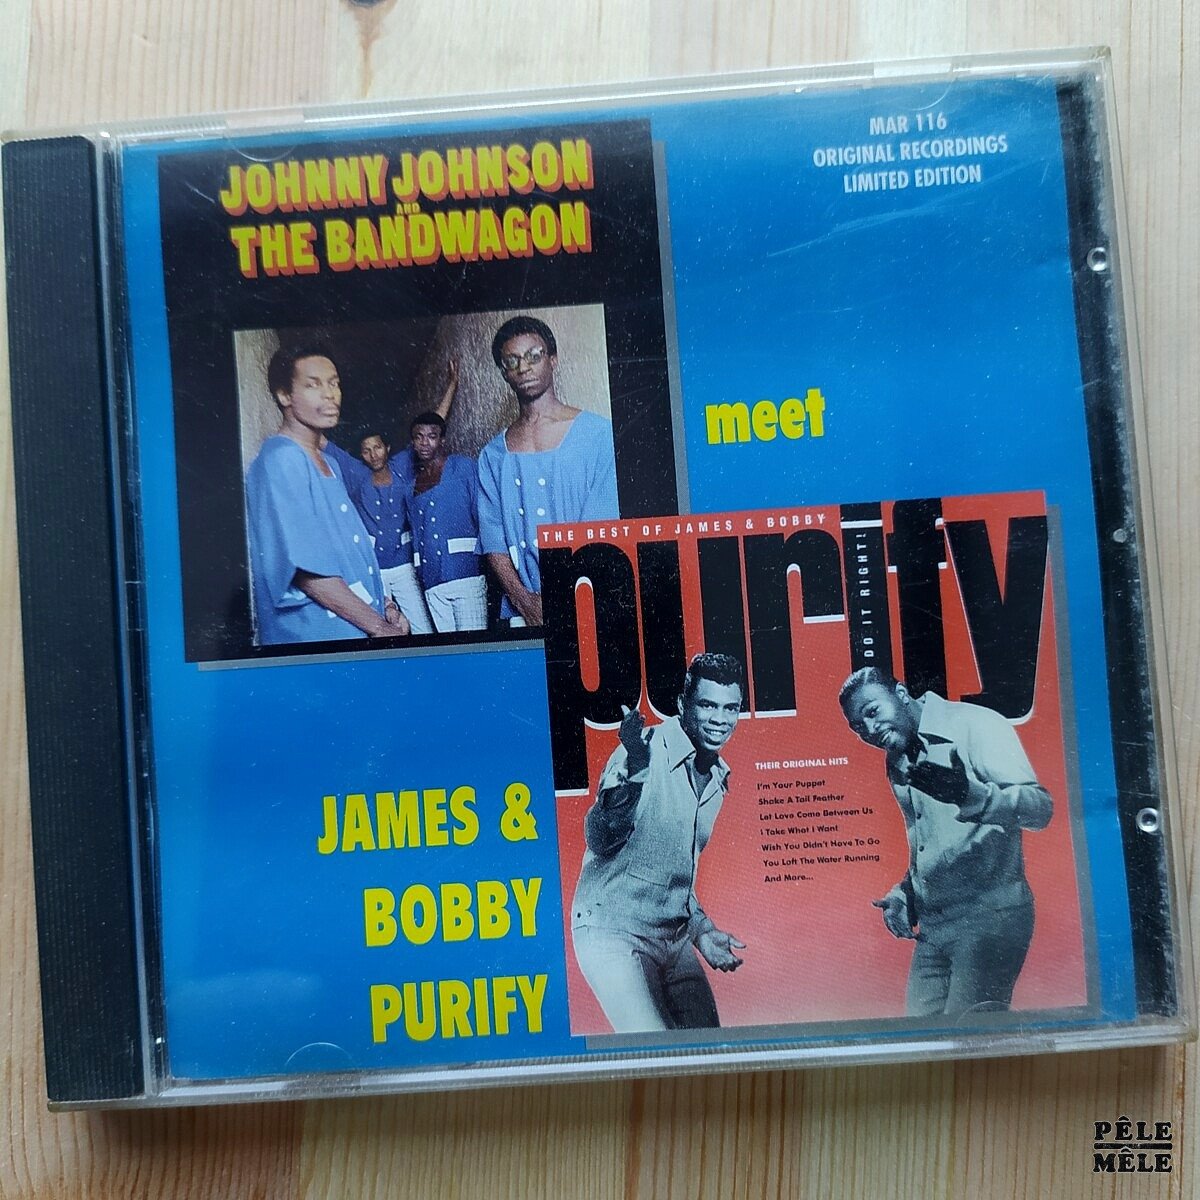 MAR 116
ORIGINAL RECORDINGS
LIMITED EDITION
JOHNNY JOHNSON
AND
THE BANDWAGON
meet
THE BEST OF JAMES & BOBBY
purify
DO IT RIGHT!
THEIR ORIGINAL HITS
I'm Your Puppet
Shake A Tail Feather
Let Love Come Between Us
I Take What I Want
Wish You Didn't Have To Go
You Left The Water Running
And More...
JAMES &
BOBBY
PURIFY
PÊLE
MÊLE